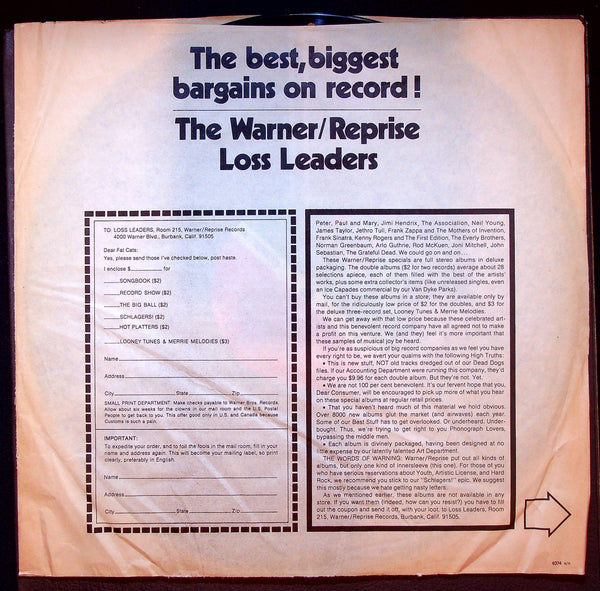 The best, biggest
bargains on record!
The Warner/Reprise
Loss Leaders
TO: LOSS LEADERS, Room 215, Warner/Reprise Records
4000 Warner Blvd., Burbank, Calif. 91505
Dear Fat Cats:
Yes, please send those I've checked below, post haste.
I enclose $__________ for
_____SONGBOOK ($2)
_____RECORD SHOW ($2)
_____THE BIG BALL ($2)
_____SCHLAGERS! ($2)
_____HOT PLATTERS ($2)
_____LOONEY TUNES & MERRIE MELODIES ($3)
Name
Address
City State Zip
SMALL PRINT DEPARTMENT: Make checks payable to Warner Bros. Records.
Allow about six weeks for the crowd in our mail room and the U.S. Postal
People to get back to you. This offer good only in U.S. and Canada because
Customs is such a pain.
IMPORTANT:
To expedite your order, and to foil the fools in the mail room, fill in your
name and address again. This will become your mailing label, so print
clearly, preferably in English.
Name
Address
City State Zip
Peter, Paul and Mary, Jimi Hendrix, The Association, Neil Young,
James Taylor, Jethro Tull, Frank Zappa and The Mothers of Invention,
Frank Sinatra, Kenny Rogers and The First Edition, The Everly Brothers,
Norman Greenbaum, Arlo Guthrie, Rod McKuen, Joni Mitchell, John
Sebastian, The Grateful Dead. We could go on and on . . .
These Warner/Reprise specials are full stereo albums in deluxe
packaging. The double albums ($2 for two records) average about 28
selections apiece, each of them filled with the best of the artists'
works, plus some extra collector's items (like unreleased singles, even
an Ice Capades commercial by our Van Dyke Parks).
You can't buy these albums in a store; they are available only
by mail, for the ridiculously low price of $2 for the doubles, and $3 for
the deluxe three-record set, Looney Tunes & Merrie Melodies.
We can get away with that low price because these celebrated art-
ists and this benevolent record company have all agreed not to make
a profit on this venture. We (and they) feel it's more important that
these samples of musical joy be heard.
If you're as suspicious of big record companies as we feel you have
every right to be, we avert your qualms with the following High Truths:
• This is new stuff, NOT old tracks dredged out of our Dead Dogs
files. If our Accounting Department were running this company, they'd
charge you $9.96 for each double album. But they're not. Yet.
• We are not 100 per cent benevolent. It's our fervent hope that you,
Dear Consumer, will be encouraged to pick up more of what you hear
on these special albums at regular retail prices.
• That you haven't heard much of this material we hold obvious.
Over 8000 new albums glut the market (and airwaves) each year.
Some of our Best Stuff has to get overlooked. Or underheard. Under-
bought. Thus, we're trying to get right to you Phonograph Lovers,
bypassing the middle men.
• Each album is divinely packaged, having been designed at no
little expense by our latently talented Art Department.
THE WORDS OF WARNING: Warner/Reprise put out all kinds of
albums, but only one kind of innersleeve (this one). For those of you
who have serious reservations about Youth, Artistic License, and Hard
Rock, we recommend you stick to our "Schlagers!" epic. We suggest
this mostly because we hate getting nasty letters.
As we mentioned earlier, these albums are not available in any
store. If you want them (indeed, how can you resist?) you have to fill
out the coupon and send it off, with your loot, to Loss Leaders, Room
215, Warner/Reprise Records, Burbank, Calif. 91505.